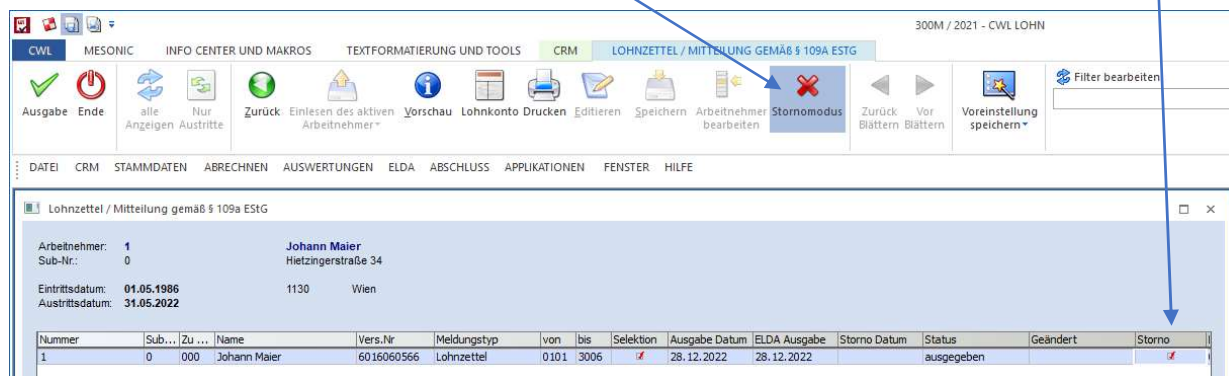 300M / 2021 - CWL LOHN
CWL MESONIC INFO CENTER UND MAKROS TEXTFORMATIERUNG UND TOOLS CRM LOHNZETTEL / MITTEILUNG GEMÄß § 109A ESTG
Ausgabe Ende alle Anzeigen Nur Austritte Zurück Einlesen des aktiven Arbeitnehmer Vorschau Lohnkonto Drucken Editieren Speichern Arbeitnehmer bearbeiten Stornomodus Zurück Blättern Vor Blättern Voreinstellung speichern Filter bearbeiten
DATEI CRM STAMMDATEN ABRECHNEN AUSWERTUNGEN ELDA ABSCHLUSS APPLIKATIONEN FENSTER HILFE
Lohnzettel / Mitteilung gemäß § 109a EStG
Arbeitnehmer: 1 Johann Maier
Sub-Nr.: 0 Hietzingerstraße 34
Eintrittsdatum: 01.05.1986 1130 Wien
Austrittsdatum: 31.05.2022
Nummer Sub... Zu ... Name Vers.Nr Meldungstyp von bis Selektion Ausgabe Datum ELDA Ausgabe Storno Datum Status Geändert Storno
1 0 000 Johann Maier 6016060566 Lohnzettel 0101 3006 28.12.2022 28.12.2022 ausgegeben